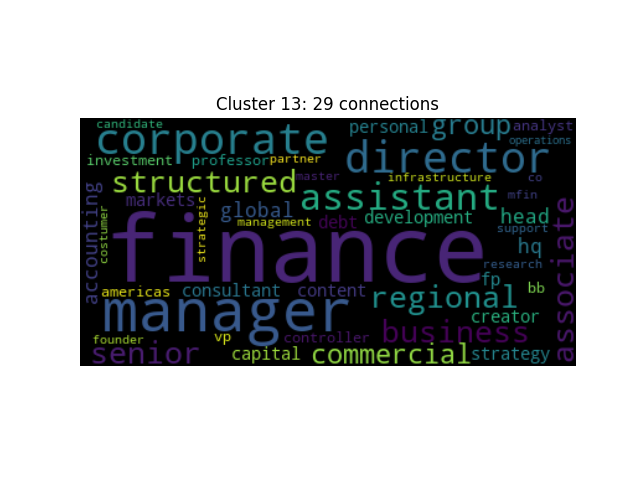 Cluster 13: 29 connections
candidate
corporate
personal
group
analyst
operations
investment
professor
partner
director
structured
master
infrastructure
co
markets
assistant
mfin
accounting
costumer
strategic
global
management
debt
development
head
support
associate
finance
hq
research
fp
bb
americas
consultant
content
regional
manager
creator
founder
vp
controller
business
senior
capital
commercial
strategy